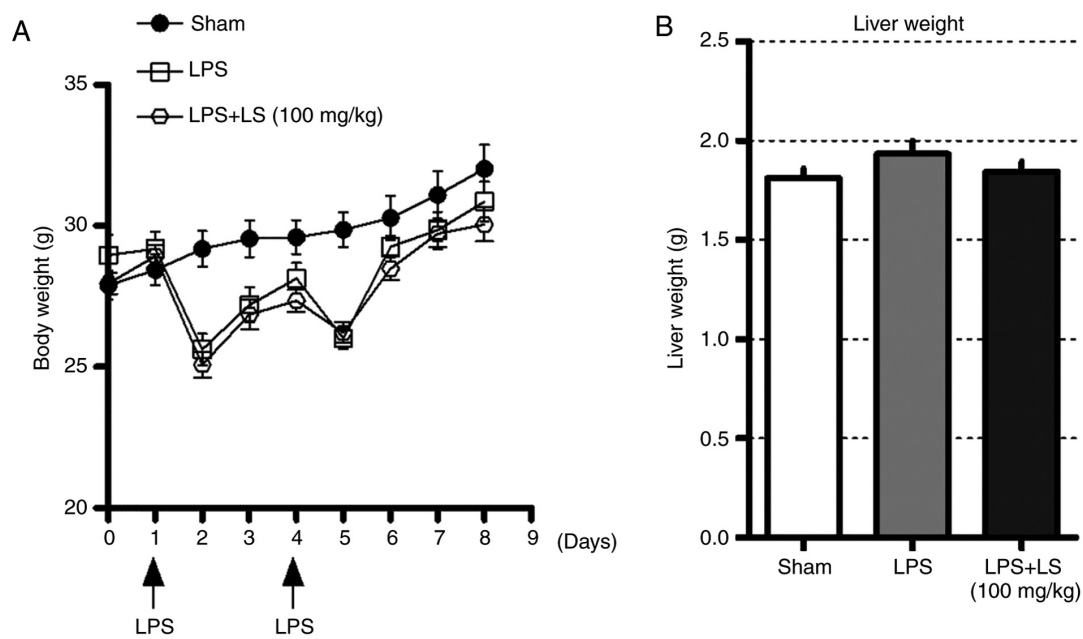 A
Sham
LPS
LPS+LS (100 mg/kg)
35
30
25
20
Body weight (g)
0 1 2 3 4 5 6 7 8 9 (Days)
LPS LPS
B
Liver weight
2.5
2.0
1.5
1.0
0.5
0.0
Liver weight (g)
Sham LPS LPS+LS
(100 mg/kg)